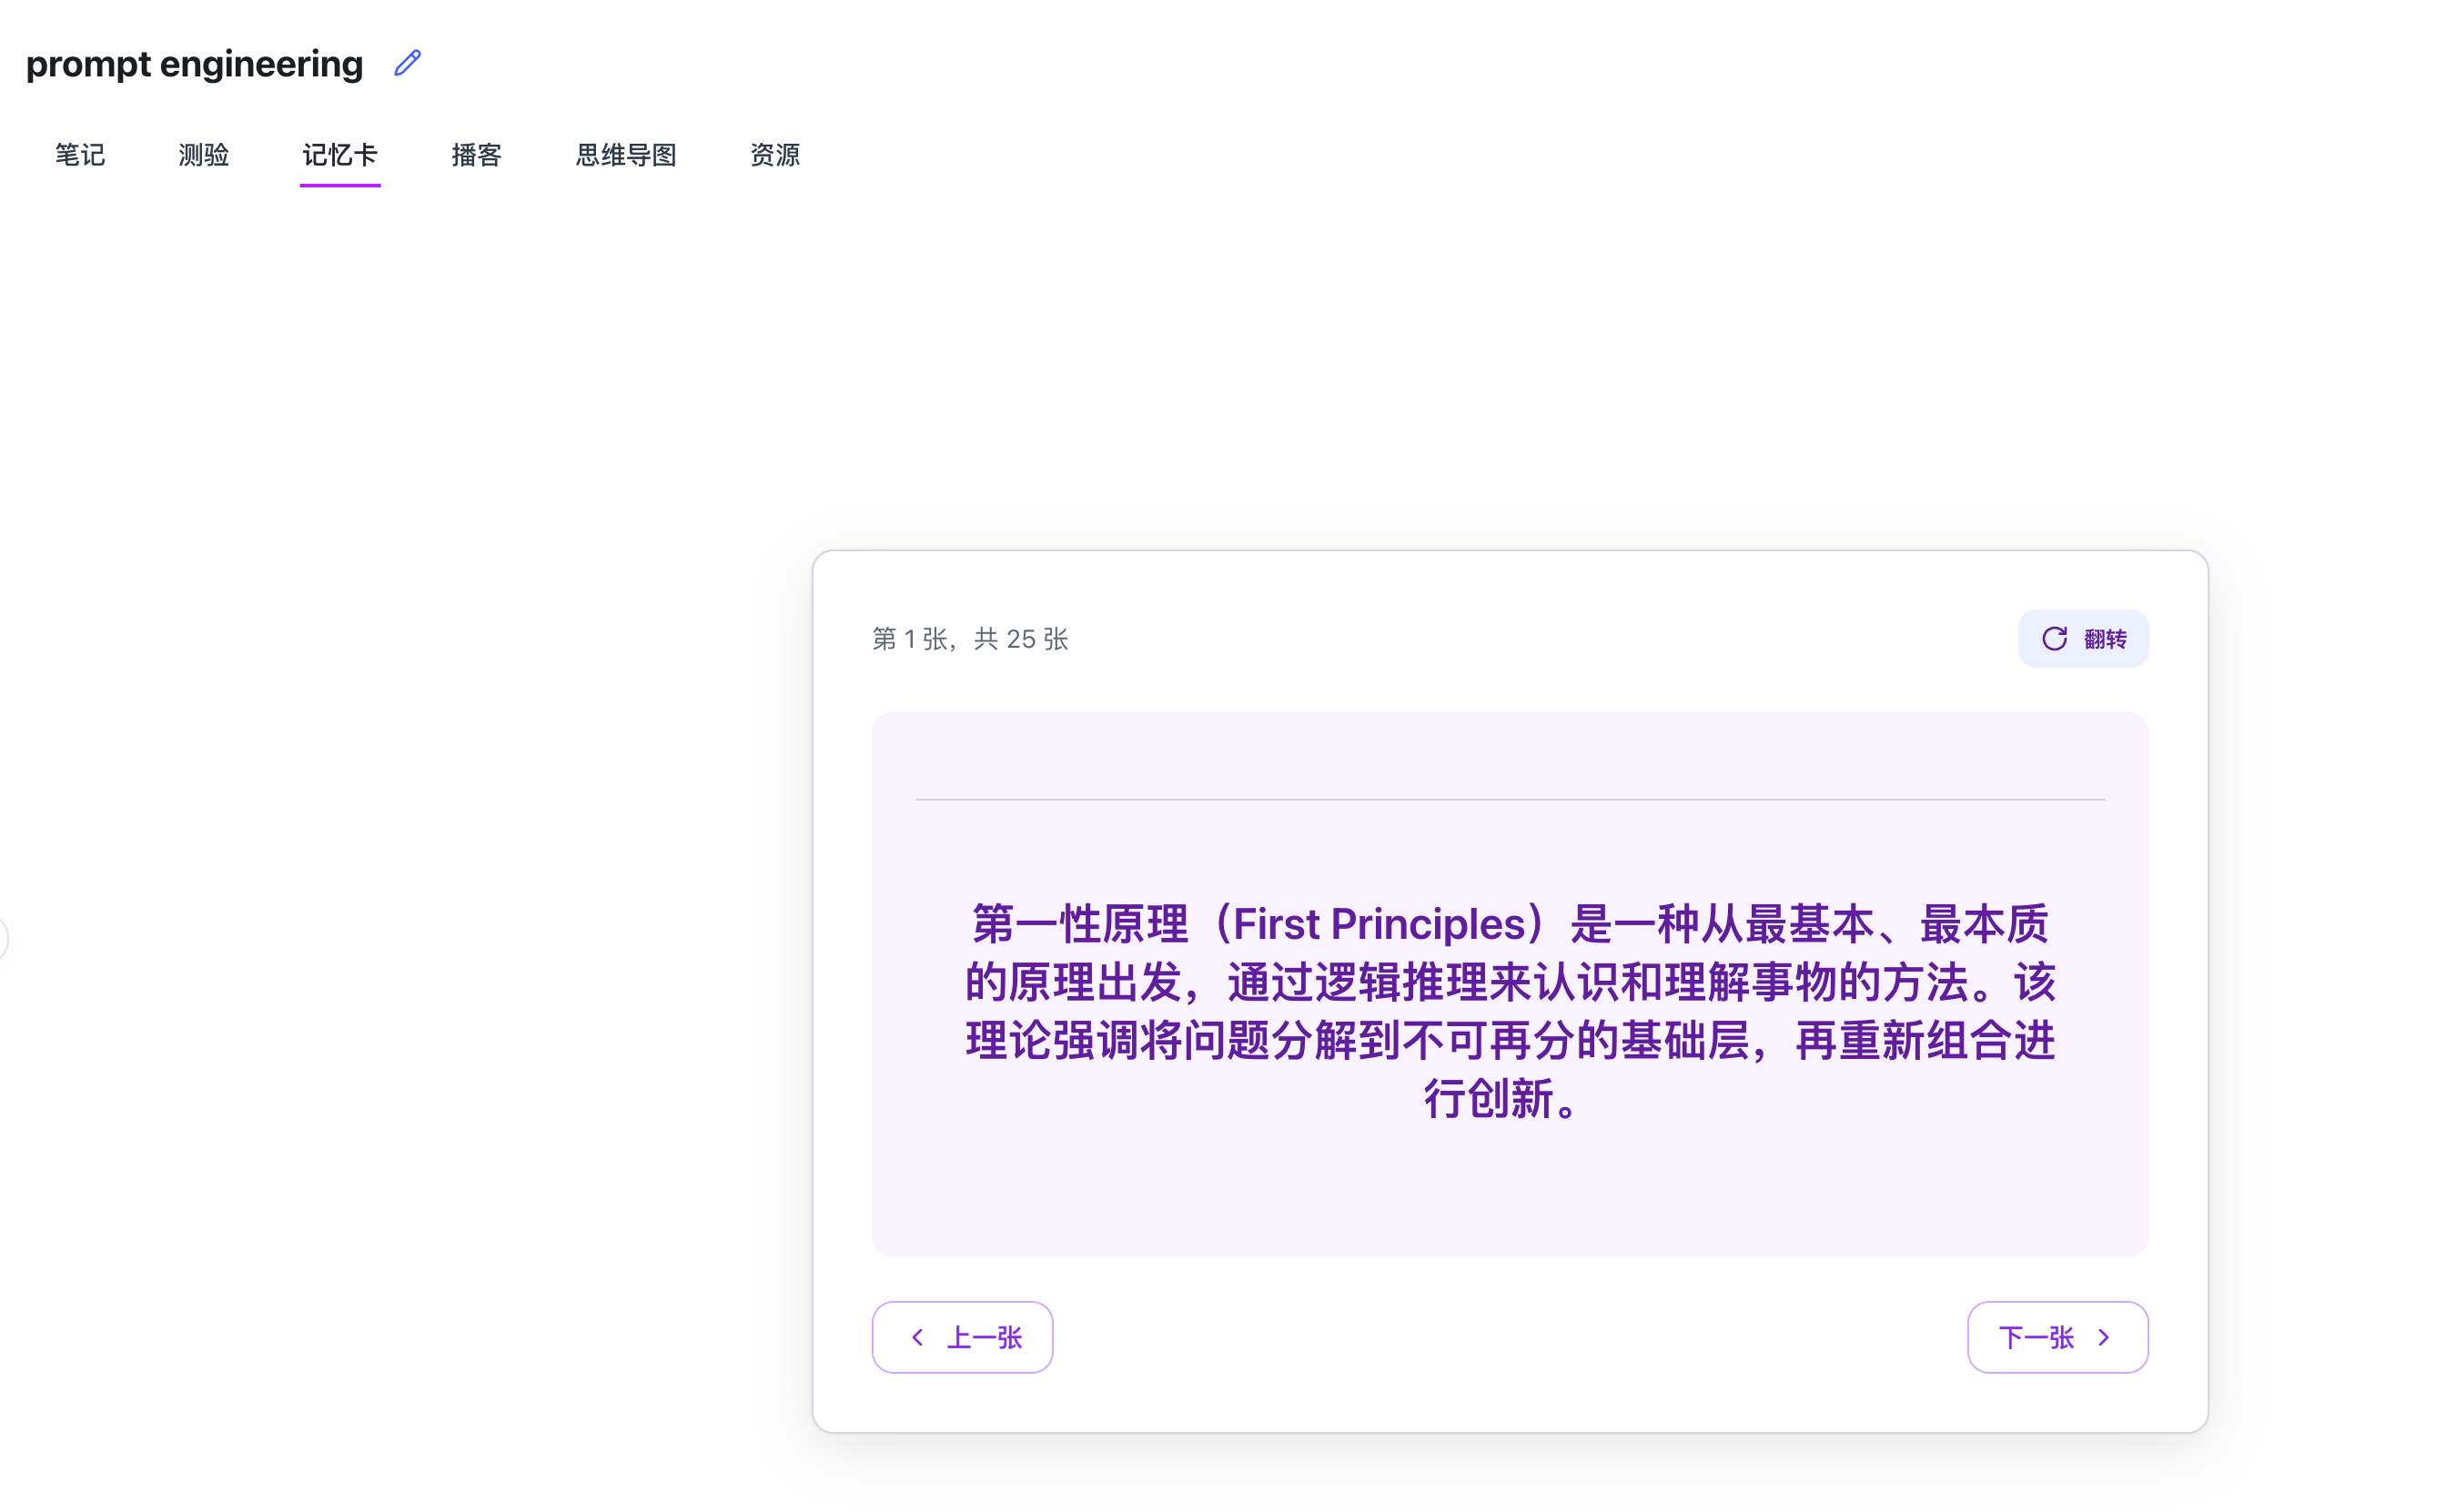 prompt engineering
笔记 测验 记忆卡 播客 思维导图 资源
第 1 张，共 25 张 翻转
第一性原理（First Principles）是一种从最基本、最本质
的原理出发，通过逻辑推理来认识和理解事物的方法。该
理论强调将问题分解到不可再分的基础层，再重新组合进
行创新。
上一张 下一张